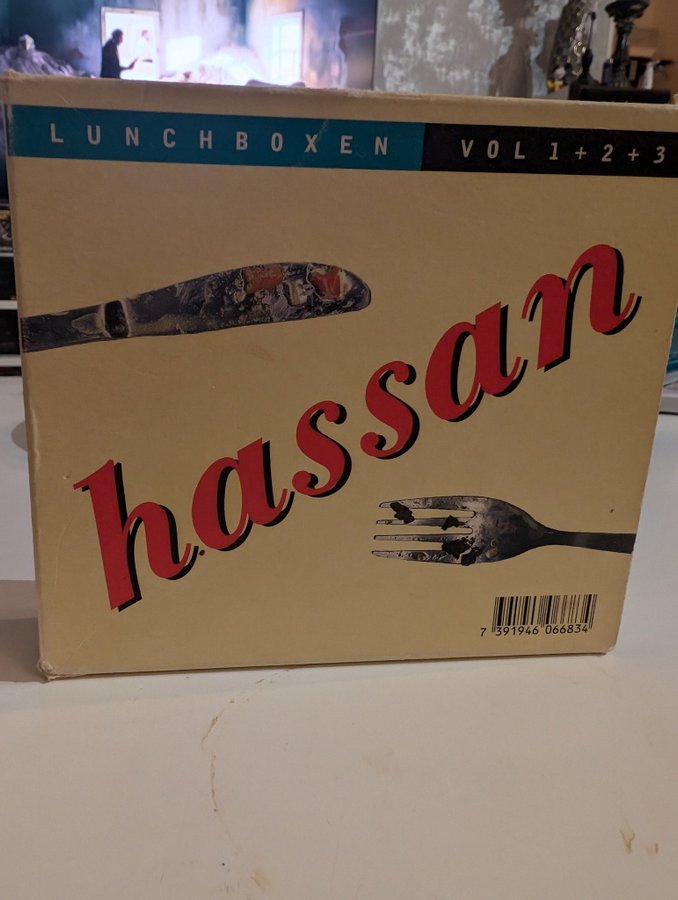 LUNCHBOXEN VOL 1+2+3
hassan
7 391946 066834